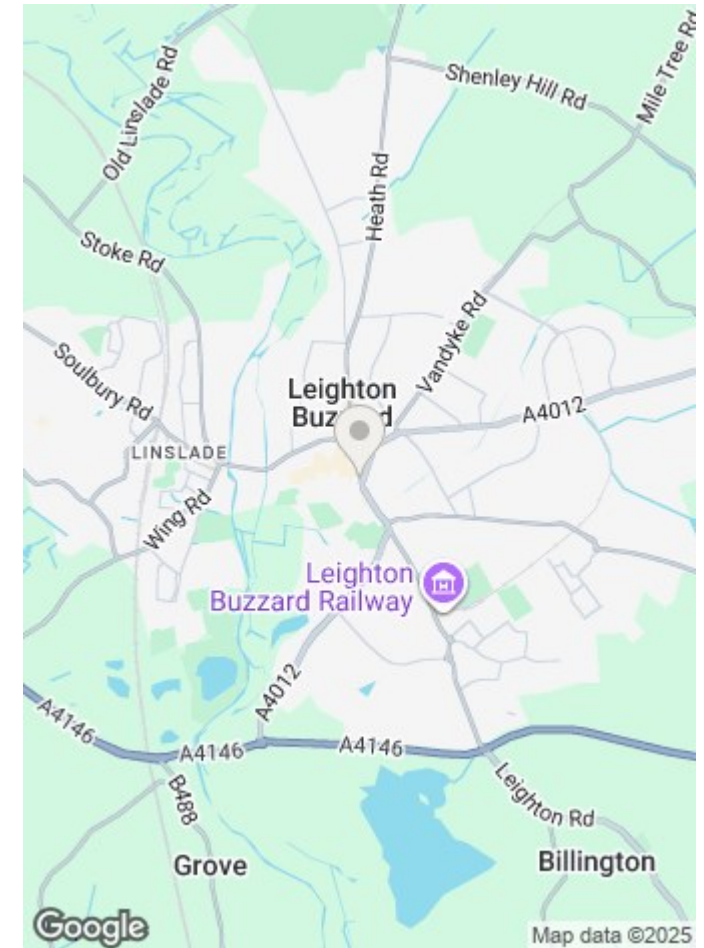 Old Linslade Rd
Shenley Hill Rd
Mile Tree Rd
Heath Rd
Stoke Rd
Vandyke Rd
Soulbury Rd
Leighton
Buzzard
A4012
LINSLADE
Wing Rd
Leighton
Buzzard Railway
A4012
A4146
A4146
A4146
B488
Leighton Rd
Grove
Billington
Google
Map data ©2025